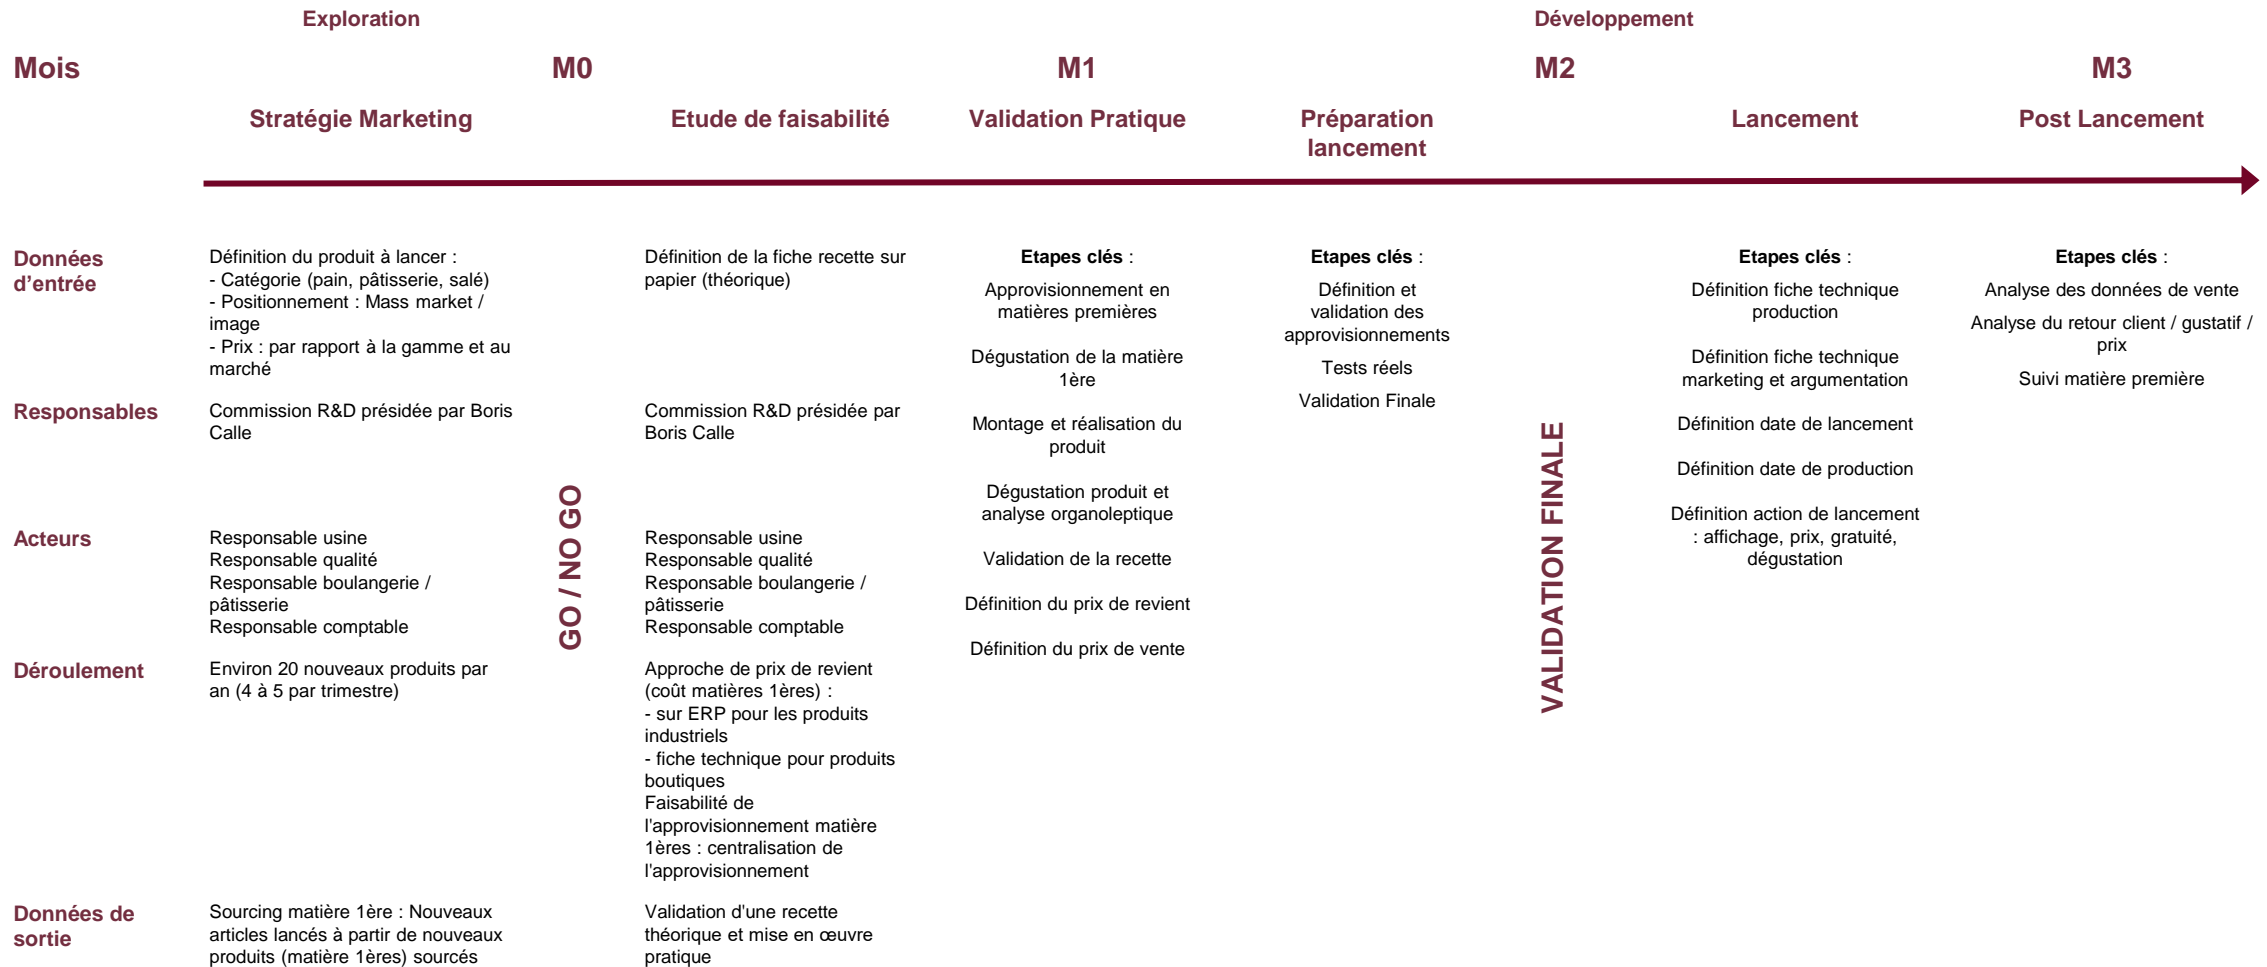 Exploration
Développement
Mois
M0
M1
M2
M3
Stratégie Marketing
Etude de faisabilité
Validation Pratique
Préparation
lancement
Lancement
Post Lancement
Données
d'entrée
Définition du produit à lancer :
- Catégorie (pain, pâtisserie, salé)
- Positionnement : Mass market /
image
- Prix : par rapport à la gamme et au
marché
Définition de la fiche recette sur
papier (théorique)
Etapes clés :
Approvisionnement en
matières premières
Dégustation de la matière
1ère
Montage et réalisation du
produit
Dégustation produit et
analyse organoleptique
Validation de la recette
Définition du prix de revient
Définition du prix de vente
Etapes clés :
Définition et
validation des
approvisionnements
Tests réels
Validation Finale
Etapes clés :
Définition fiche technique
production
Définition fiche technique
marketing et argumentation
Définition date de lancement
Définition date de production
Définition action de lancement
: affichage, prix, gratuité,
dégustation
Etapes clés :
Analyse des données de vente
Analyse du retour client / gustatif /
prix
Suivi matière première
Responsables
Commission R&D présidée par Boris
Calle
Commission R&D présidée par
Boris Calle
GO / NO GO
VALIDATION FINALE
Acteurs
Responsable usine
Responsable qualité
Responsable boulangerie /
pâtisserie
Responsable comptable
Responsable usine
Responsable qualité
Responsable boulangerie /
pâtisserie
Responsable comptable
Déroulement
Environ 20 nouveaux produits par
an (4 à 5 par trimestre)
Approche de prix de revient
(coût matières 1ères) :
- sur ERP pour les produits
industriels
- fiche technique pour produits
boutiques
Faisabilité de
l'approvisionnement matière
1ères : centralisation de
l'approvisionnement
Données de
sortie
Sourcing matière 1ère : Nouveaux
articles lancés à partir de nouveaux
produits (matière 1ères) sourcés
Validation d'une recette
théorique et mise en œuvre
pratique